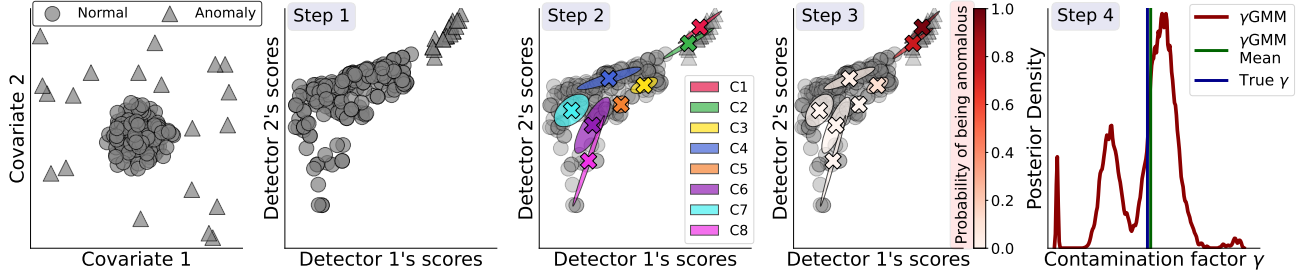 Normal
Anomaly
Covariate 2
Covariate 1
Step 1
Detector 2's scores
Detector 1's scores
Step 2
Detector 2's scores
C1
C2
C3
C4
C5
C6
C7
C8
Detector 1's scores
Step 3
Detector 2's scores
Detector 1's scores
Probability of being anomalous
1.0
0.8
0.6
0.4
0.2
0.0
Step 4
Posterior Density
γGMM
γGMM
Mean
True γ
Contamination factor γ